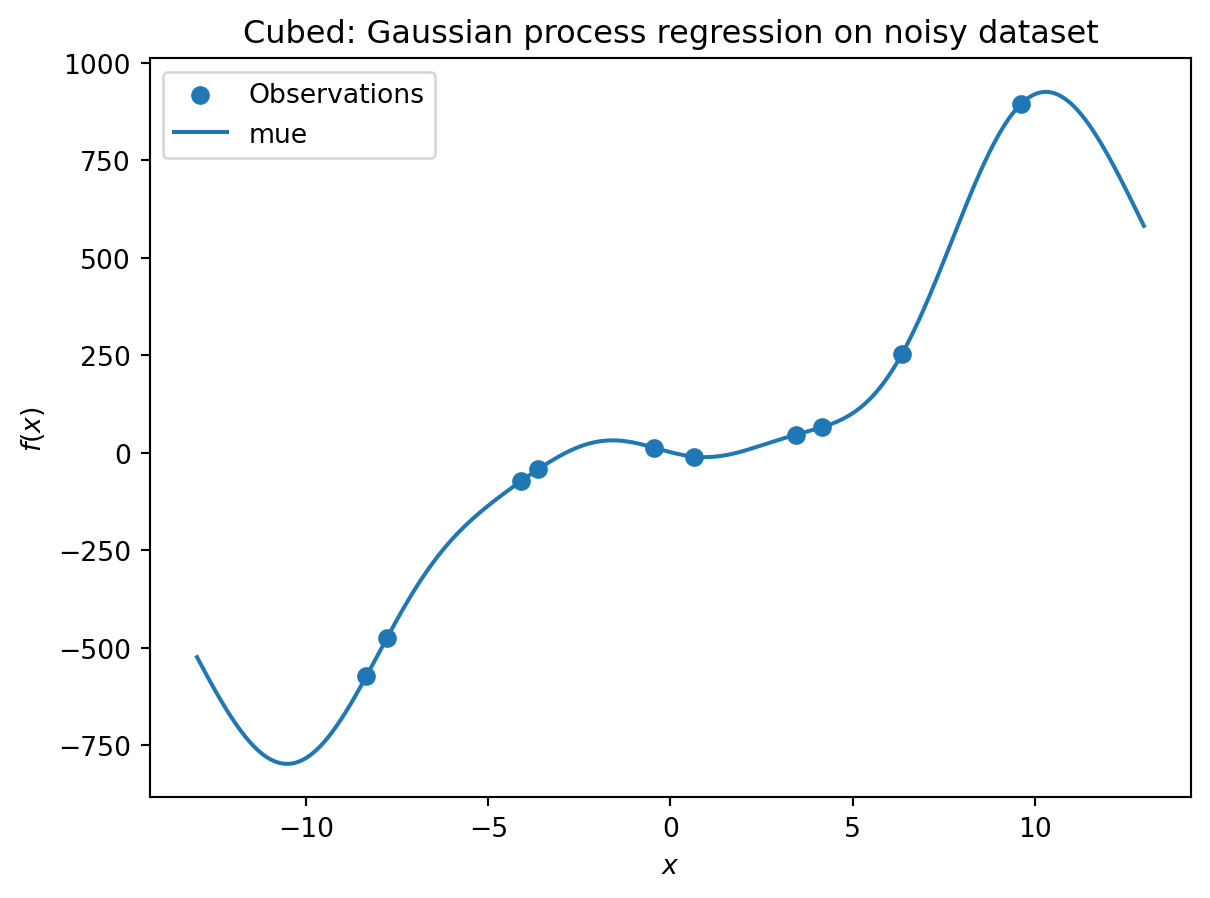 Cubed: Gaussian process regression on noisy dataset
1000
750
500
250
0
−250
−500
−750
f(x)
Observations
mue
−10
−5
0
5
10
x